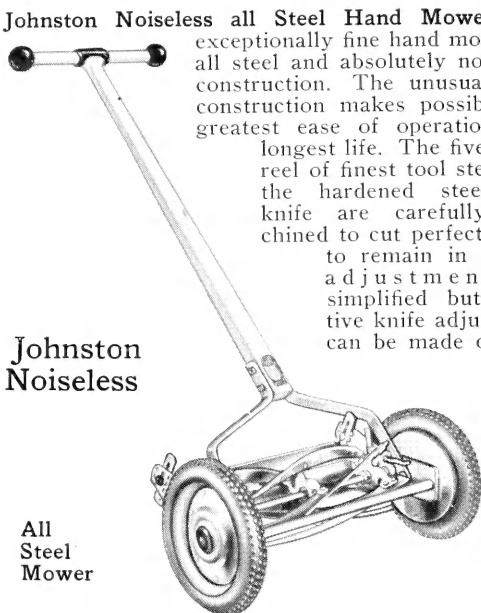 Johnston Noiseless all Steel Hand Mowe
exceptionally fine hand mo
all steel and absolutely no
construction. The unusua
construction makes possib
greatest ease of operatio
longest life. The five
reel of finest tool ste
the hardened stee
knife are carefully
chined to cut perfect
to remain in
adjustmen
simplified but
tive knife adju
can be made o
Johnston
Noiseless
All
Steel
Mower